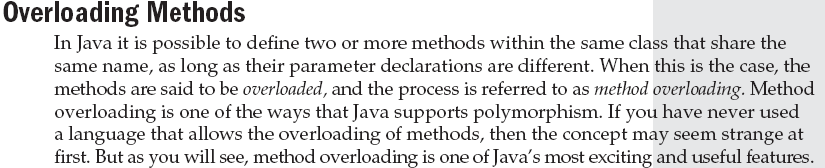 Overloading Methods
In Java it is possible to define two or more methods within the same class that share the
same name, as long as their parameter declarations are different. When this is the case, the
methods are said to be overloaded, and the process is referred to as method overloading. Method
overloading is one of the ways that Java supports polymorphism. If you have never used
a language that allows the overloading of methods, then the concept may seem strange at
first. But as you will see, method overloading is one of Java's most exciting and useful features.